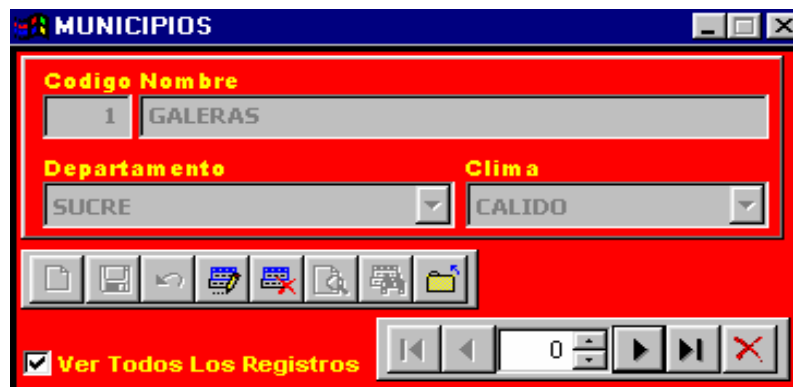 MUNICIPIOS
Codigo Nombre
1 GALERAS
Departamento Clima
SUCRE CALIDO
0
Ver Todos Los Registros